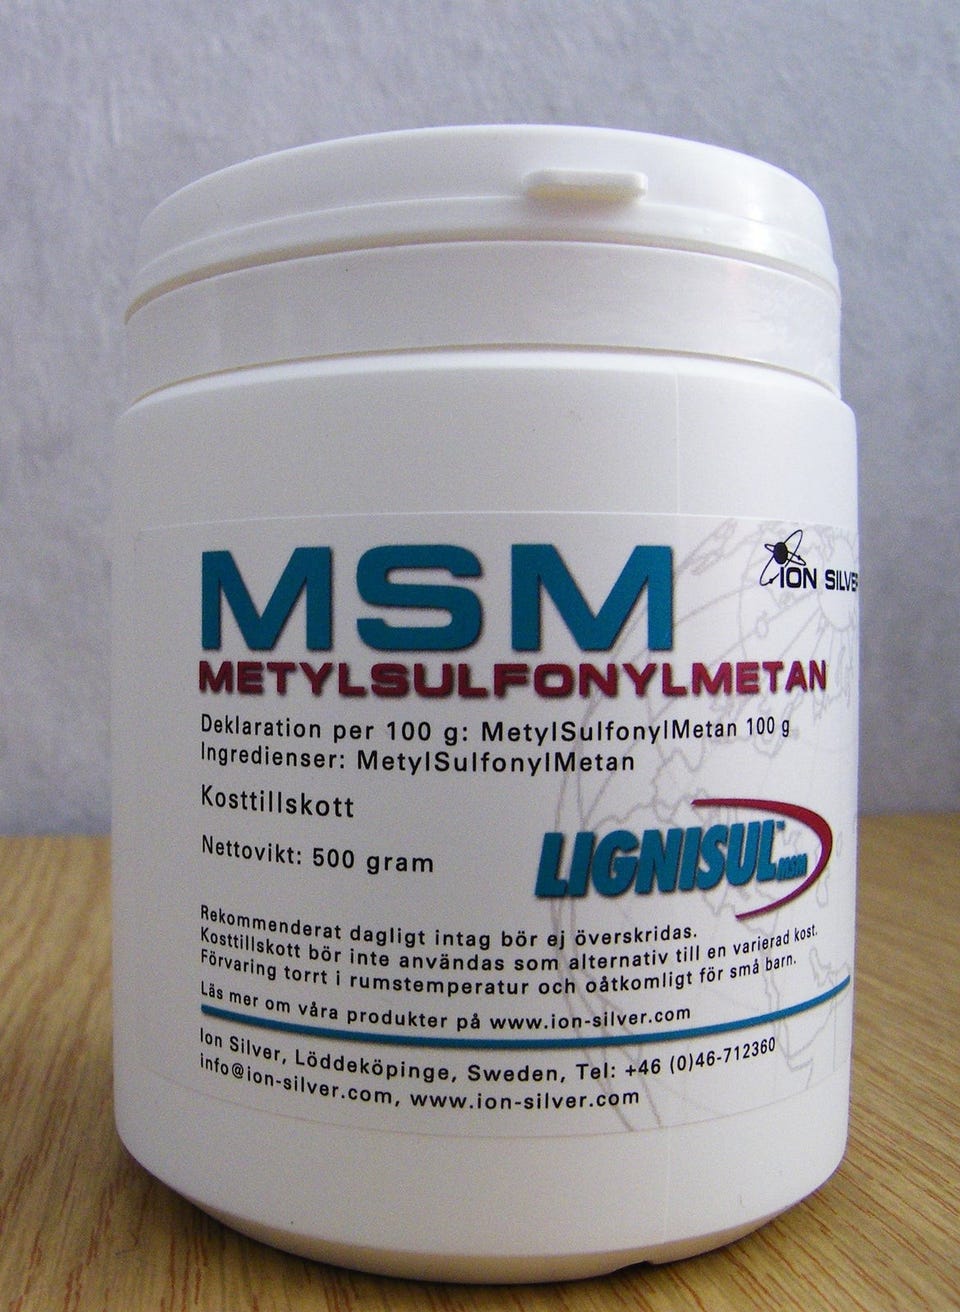 MSM
ION SILVER
METYLSULFONYLMETAN
Deklaration per 100 g: MetylSulfonylMetan 100 g
Ingredienser: MetylSulfonylMetan
Kosttillskott
Nettovikt: 500 gram
LIGNISUL™ MSM
Rekommenderat dagligt intag bör ej överskridas.
Kosttillskott bör inte användas som alternativ till en varierad kost.
Förvaring torrt i rumstemperatur och oåtkomligt för små barn.
Läs mer om våra produkter på www.ion-silver.com
Ion Silver, Löddeköpinge, Sweden, Tel: +46 (0)46-712360
info@ion-silver.com, www.ion-silver.com